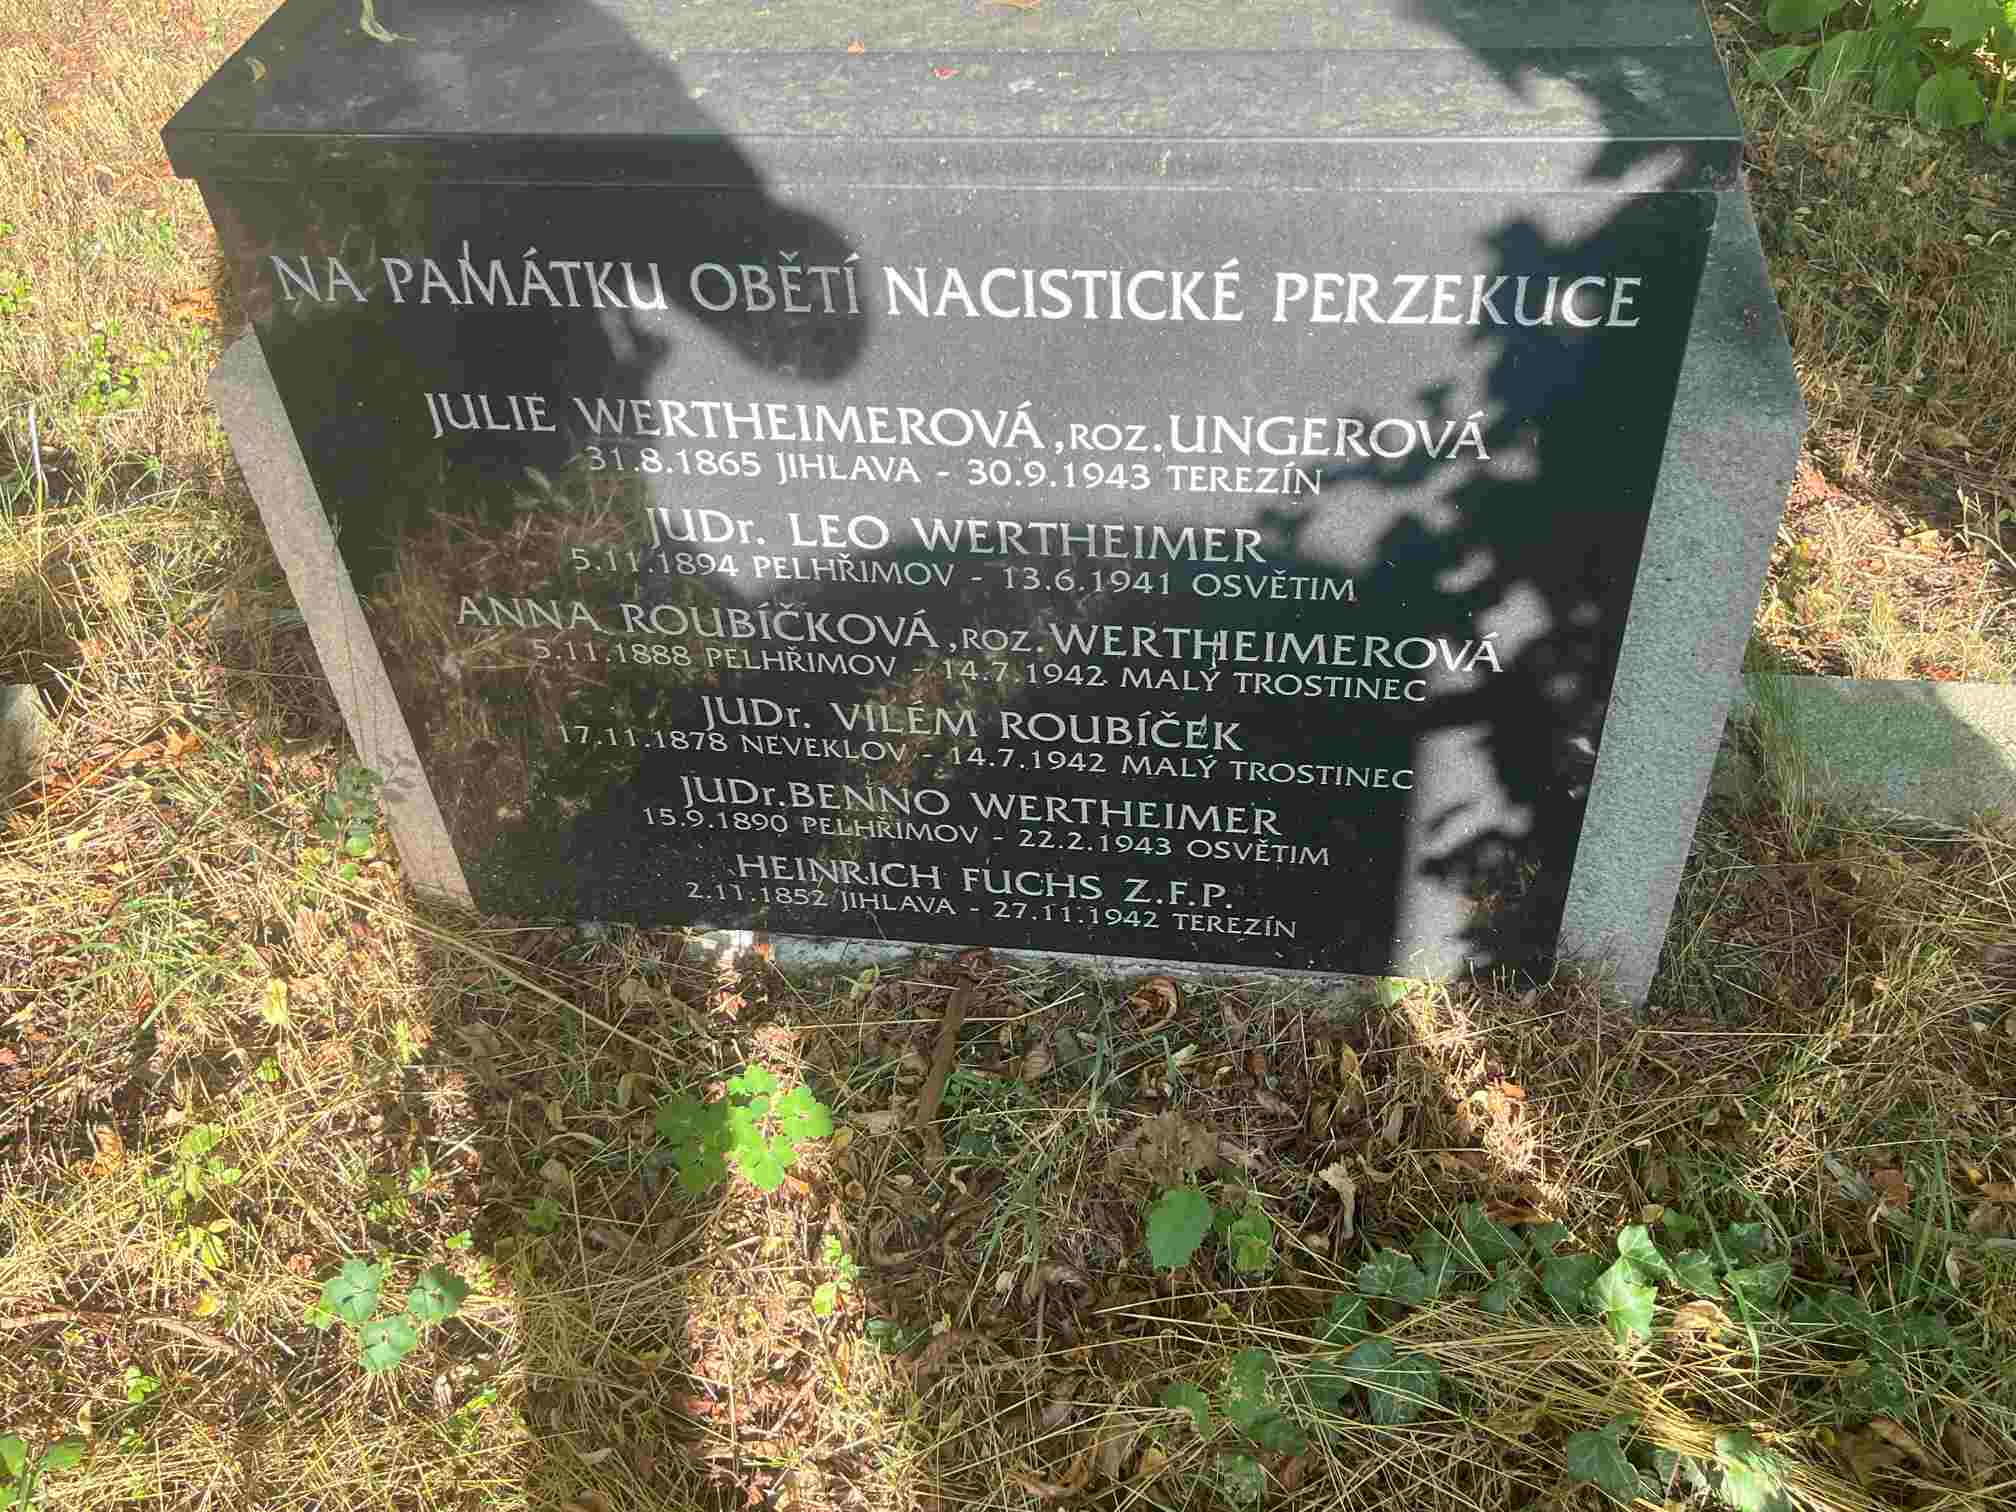 NA PAMÁTKU OBĚTÍ NACISTICKÉ PERZEKUCE
JULIE WERTHEIMEROVÁ, ROZ. UNGEROVÁ
31.8.1865 JIHLAVA - 30.9.1943 TEREZÍN
JUDr. LEO WERTHEIMER
5.11.1894 PELHŘIMOV - 13.6.1941 OSVĚTIM
ANNA ROUBÍČKOVÁ, ROZ. WERTHEIMEROVÁ
5.11.1888 PELHŘIMOV - 14.7.1942 MALÝ TROSTINEC
JUDr. VILÉM ROUBÍČEK
17.11.1878 NEVEKLOV - 14.7.1942 MALÝ TROSTINEC
JUDr. BENNO WERTHEIMER
15.9.1890 PELHŘIMOV - 22.2.1943 OSVĚTIM
HEINRICH FUCHS Z.F.P.
2.11.1852 JIHLAVA - 27.11.1942 TEREZÍN